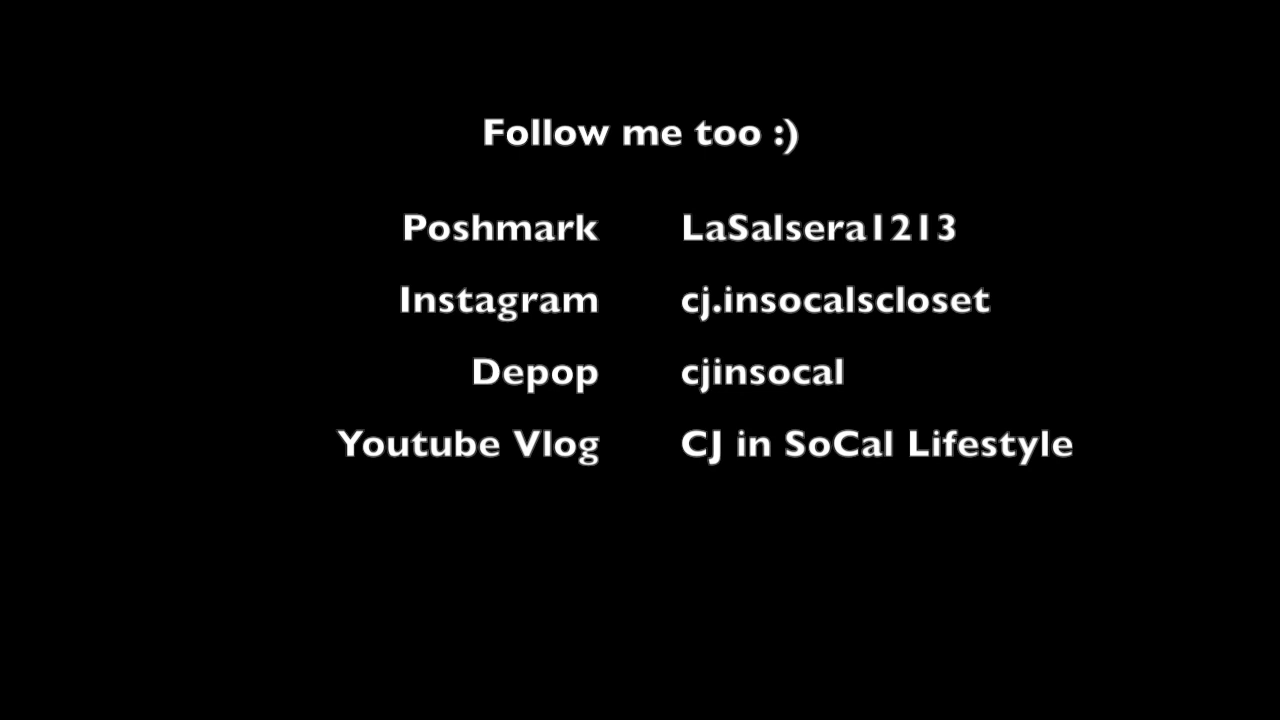 Follow me too :)
Poshmark LaSalsera1213
Instagram cj.insocalscloset
Depop cjinsocal
Youtube Vlog CJ in SoCal Lifestyle